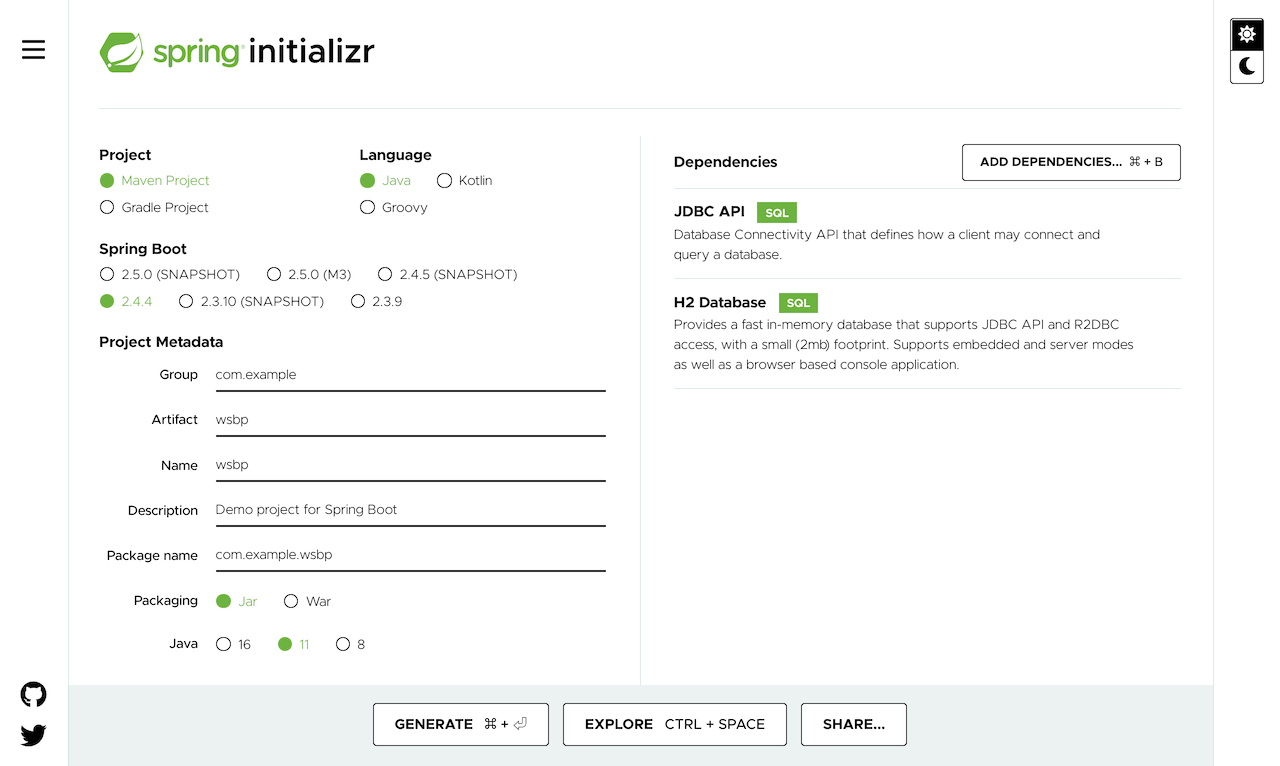 spring initializr
Project
Maven Project
Gradle Project
Language
Java Kotlin
Groovy
Spring Boot
2.5.0 (SNAPSHOT) 2.5.0 (M3) 2.4.5 (SNAPSHOT)
2.4.4 2.3.10 (SNAPSHOT) 2.3.9
Project Metadata
Group com.example
Artifact wsbp
Name wsbp
Description Demo project for Spring Boot
Package name com.example.wsbp
Packaging Jar War
Java 16 11 8
Dependencies ADD DEPENDENCIES... ⌘ + B
JDBC API SQL
Database Connectivity API that defines how a client may connect and
query a database.
H2 Database SQL
Provides a fast in-memory database that supports JDBC API and R2DBC
access, with a small (2mb) footprint. Supports embedded and server modes
as well as a browser based console application.
GENERATE ⌘ + ⏎ EXPLORE CTRL + SPACE SHARE...